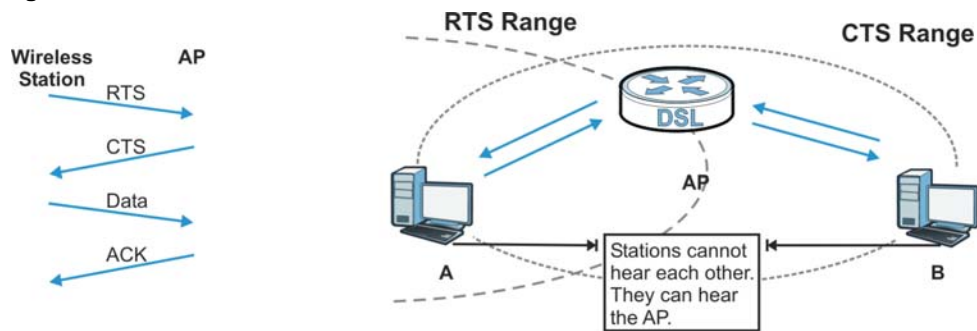 RTS Range
CTS Range
Wireless
Station
AP
RTS
CTS
Data
ACK
DSL
AP
A
B
Stations cannot
hear each other.
They can hear
the AP.